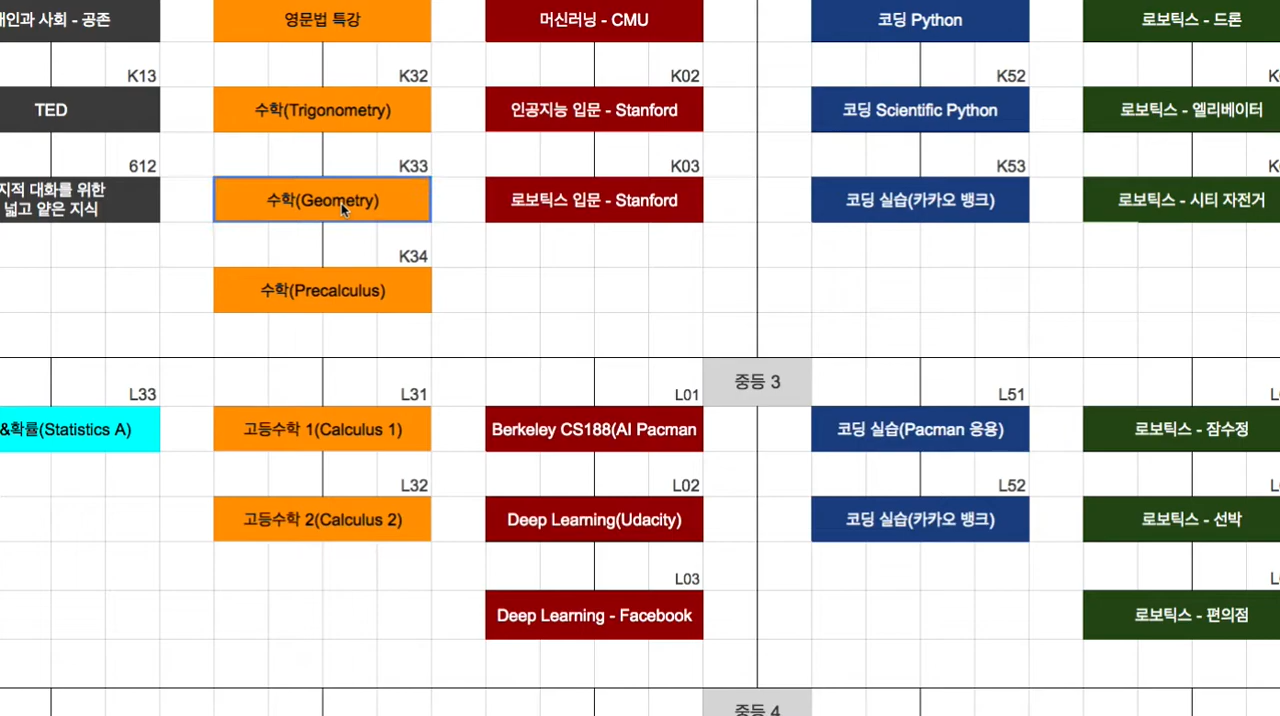 개인과 사회 - 공존
영문법 특강
머신러닝 - CMU
코딩 Python
로보틱스 - 드론
K13
K32
K02
K52
TED
수학(Trigonometry)
인공지능 입문 - Stanford
코딩 Scientific Python
로보틱스 - 엘리베이터
612
K33
K03
K53
지적 대화를 위한
넓고 얕은 지식
수학(Geometry)
로보틱스 입문 - Stanford
코딩 실습(카카오 뱅크)
로보틱스 - 시티 자전거
K34
수학(Precalculus)
중등 3
L33
L31
L01
L51
&확률(Statistics A)
고등수학 1(Calculus 1)
Berkeley CS188(AI Pacman
코딩 실습(Pacman 응용)
로보틱스 - 잠수정
L32
L02
L52
고등수학 2(Calculus 2)
Deep Learning(Udacity)
코딩 실습(카카오 뱅크)
로보틱스 - 선박
L03
Deep Learning - Facebook
로보틱스 - 편의점
중등 4